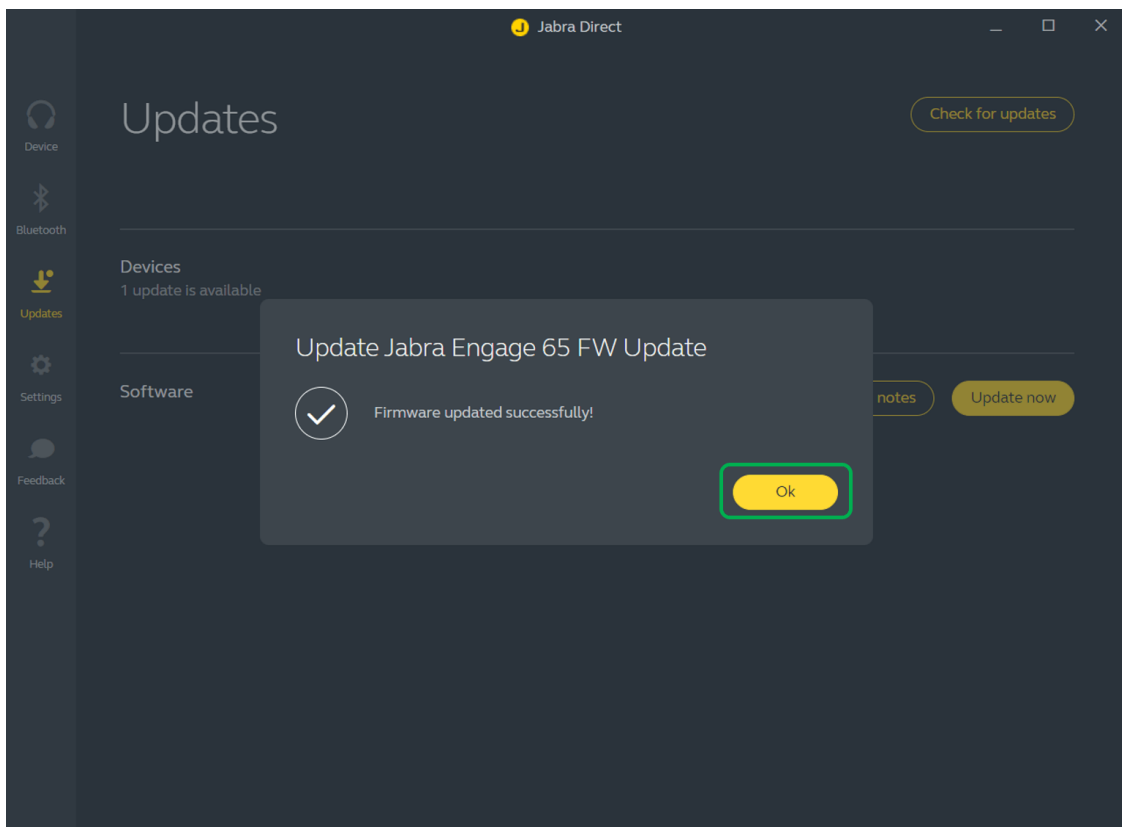 Jabra Direct
Updates
Check for updates
Device
Bluetooth
Devices
1 update is available
Updates
Update Jabra Engage 65 FW Update
Settings
Software
Firmware updated successfully!
notes
Update now
Feedback
Ok
Help